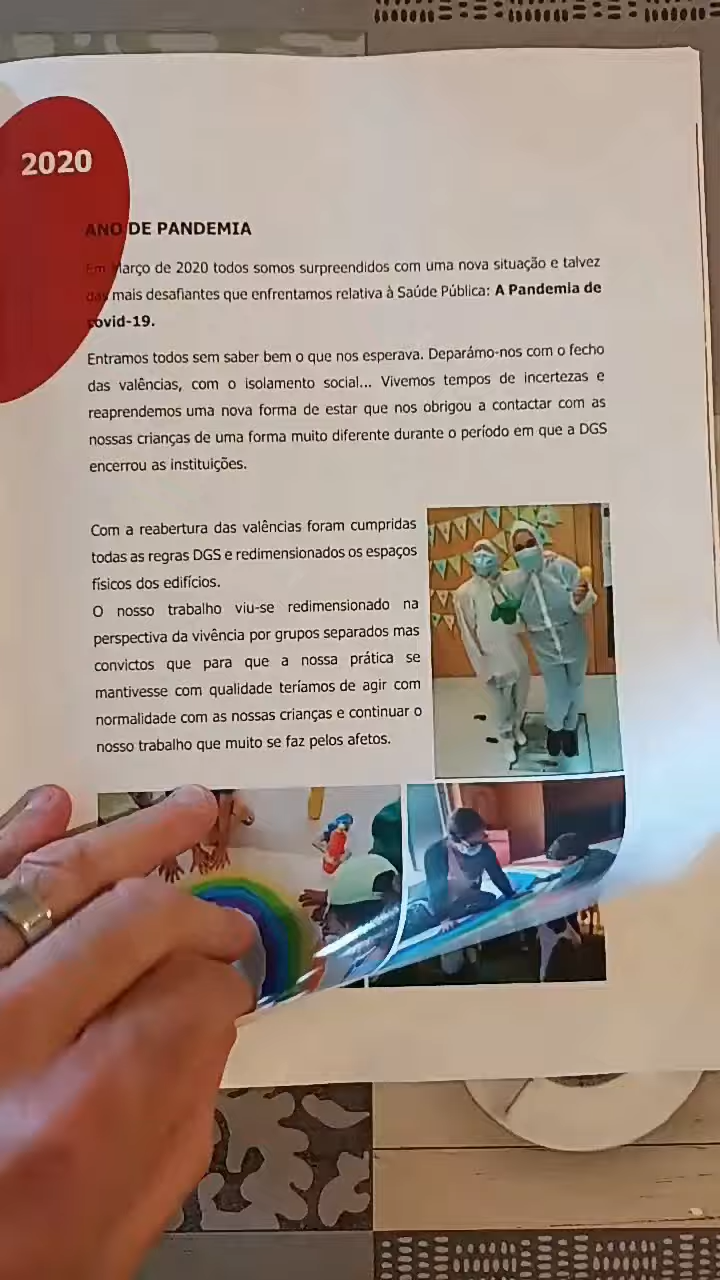 2020
ANO DE PANDEMIA
Em Março de 2020 todos somos surpreendidos com uma nova situação e talvez
das mais desafiantes que enfrentamos relativa à Saúde Pública: A Pandemia de
covid-19.
Entramos todos sem saber bem o que nos esperava. Deparámo-nos com o fecho
das valências, com o isolamento social... Vivemos tempos de incertezas e
reaprendemos uma nova forma de estar que nos obrigou a contactar com as
nossas crianças de uma forma muito diferente durante o período em que a DGS
encerrou as instituições.
Com a reabertura das valências foram cumpridas
todas as regras DGS e redimensionados os espaços
físicos dos edifícios.
O nosso trabalho viu-se redimensionado na
perspectiva da vivência por grupos separados mas
convictos que para que a nossa prática se
mantivesse com qualidade teríamos de agir com
normalidade com as nossas crianças e continuar o
nosso trabalho que muito se faz pelos afetos.